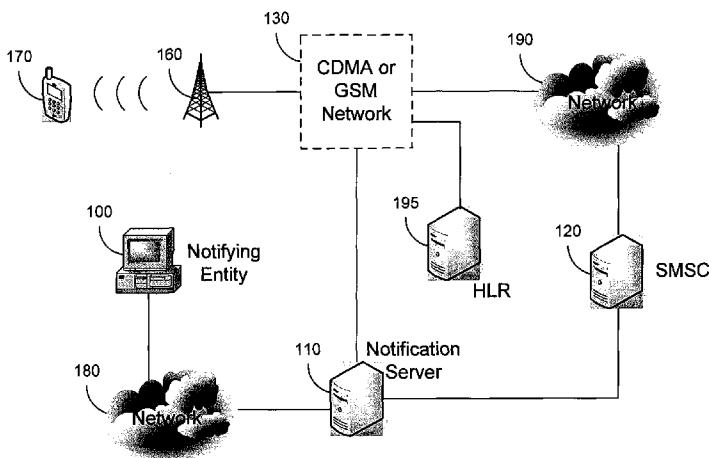 130
190
170
160
CDMA or
GSM
Network
Network
100
195
120
Notifying
Entity
SMSC
HLR
110
Notification
Server
180
Network